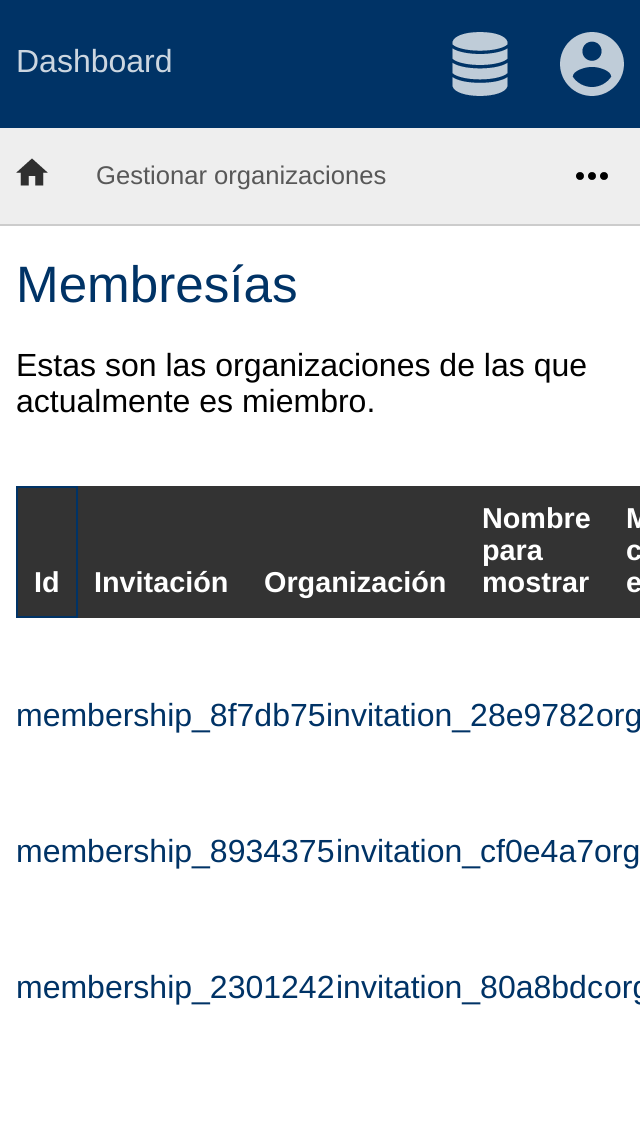 Dashboard
Gestionar organizaciones
Membresías
Estas son las organizaciones de las que
actualmente es miembro.
Id Invitación Organización Nombre para mostrar
membership_8f7db75 invitation_28e9782 org
membership_8934375 invitation_cf0e4a7 org
membership_2301242 invitation_80a8bdc org